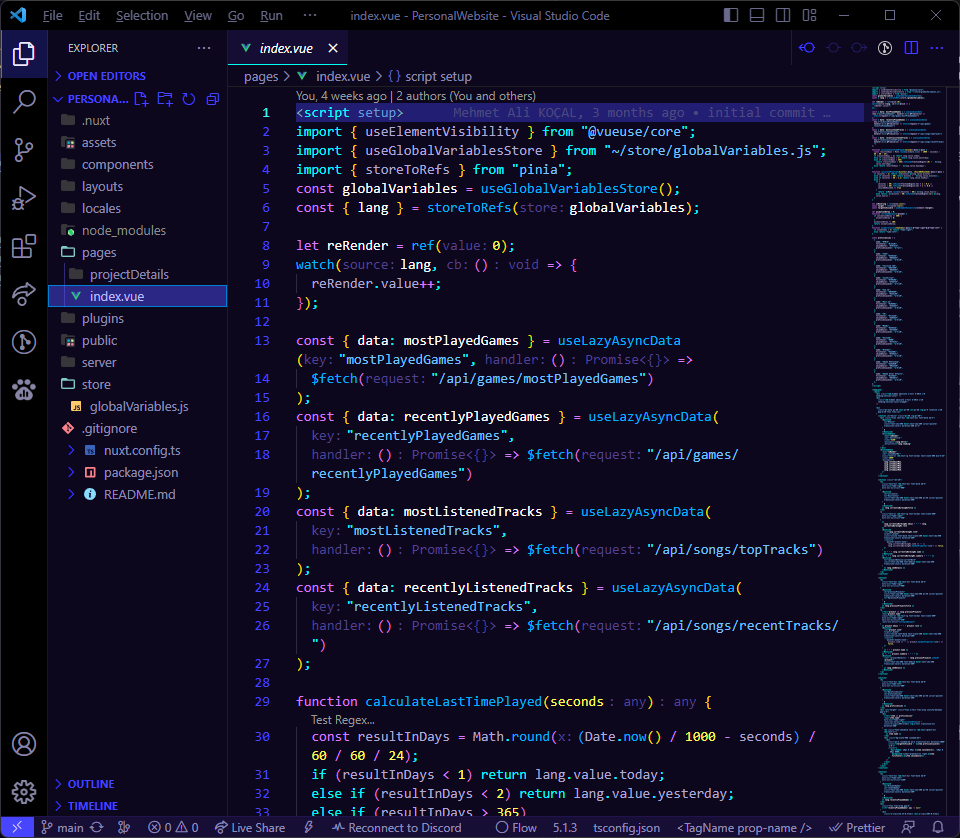 File Edit Selection View Go Run ··· index.vue - PersonalWebsite - Visual Studio Code
EXPLORER ···
OPEN EDITORS
PERSONA...
.nuxt
assets
components
layouts
locales
node_modules
pages
projectDetails
index.vue
plugins
public
server
store
globalVariables.js
.gitignore
nuxt.config.ts
package.json
README.md
OUTLINE
TIMELINE
index.vue
pages > index.vue > {} script setup
You, 4 weeks ago | 2 authors (You and others)
1 <script setup> Mehmet Ali KOÇAL, 3 months ago • initial commit …
2 import { useElementVisibility } from "@vueuse/core";
3 import { useGlobalVariablesStore } from "~/store/globalVariables.js";
4 import { storeToRefs } from "pinia";
5 const globalVariables = useGlobalVariablesStore();
6 const { lang } = storeToRefs(store: globalVariables);
7
8 let reRender = ref(value: 0);
9 watch(source: lang, cb: () : void => {
10 reRender.value++;
11 });
12
13 const { data: mostPlayedGames } = useLazyAsyncData
(key: "mostPlayedGames", handler: () : Promise<{}> =>
14 $fetch(request: "/api/games/mostPlayedGames")
15 );
16 const { data: recentlyPlayedGames } = useLazyAsyncData(
17 key: "recentlyPlayedGames",
18 handler: () : Promise<{}> => $fetch(request: "/api/games/
recentlyPlayedGames")
19 );
20 const { data: mostListenedTracks } = useLazyAsyncData(
21 key: "mostListenedTracks",
22 handler: () : Promise<{}> => $fetch(request: "/api/songs/topTracks")
23 );
24 const { data: recentlyListenedTracks } = useLazyAsyncData(
25 key: "recentlyListenedTracks",
26 handler: () : Promise<{}> => $fetch(request: "/api/songs/recentTracks/
")
27 );
28
29 function calculateLastTimePlayed(seconds : any) : any {
Test Regex...
30 const resultInDays = Math.round(x: (Date.now() / 1000 - seconds) /
60 / 60 / 24);
31 if (resultInDays < 1) return lang.value.today;
32 else if (resultInDays < 2) return lang.value.yesterday;
33 else if (resultInDays > 365)
main 0 0 Live Share Reconnect to Discord Flow 5.1.3 tsconfig.json <TagName prop-name /> Prettier